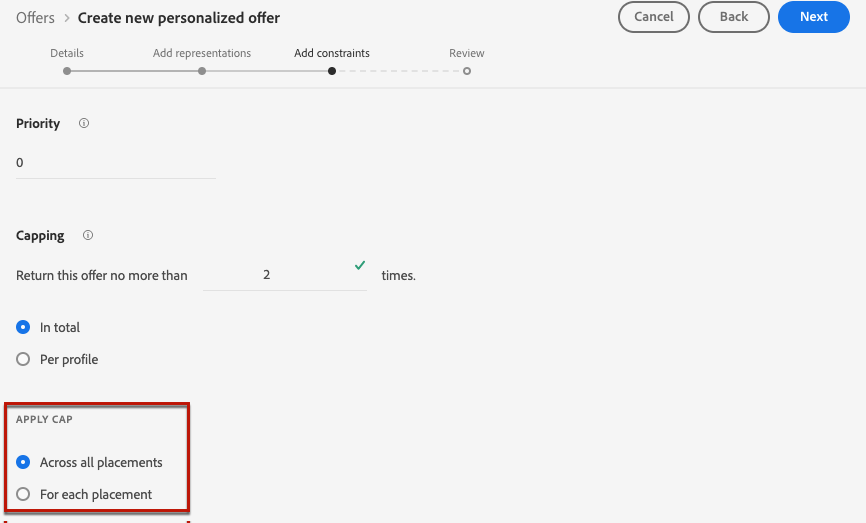 Offers > Create new personalized offer
Cancel
Back
Next
Details
Add representations
Add constraints
Review
Priority
0
Capping
Return this offer no more than 2 times.
In total
Per profile
APPLY CAP
Across all placements
For each placement